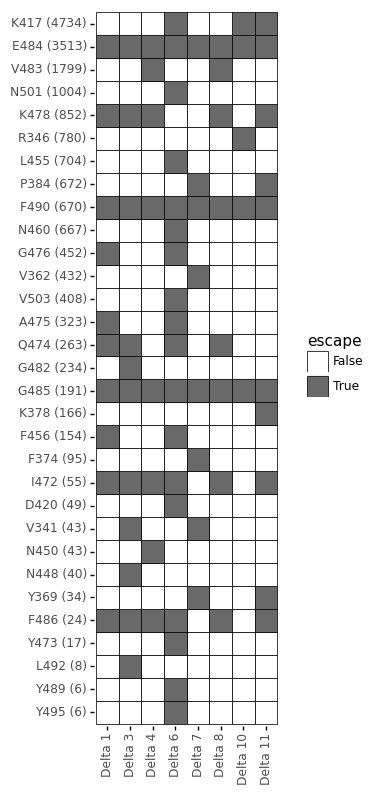 K417 (4734)
E484 (3513)
V483 (1799)
N501 (1004)
K478 (852)
R346 (780)
L455 (704)
P384 (672)
F490 (670)
N460 (667)
G476 (452)
V362 (432)
V503 (408)
A475 (323)
Q474 (263)
G482 (234)
G485 (191)
K378 (166)
F456 (154)
F374 (95)
I472 (55)
D420 (49)
V341 (43)
N450 (43)
N448 (40)
Y369 (34)
F486 (24)
Y473 (17)
L492 (8)
Y489 (6)
Y495 (6)
Delta 1
Delta 3
Delta 4
Delta 6
Delta 7
Delta 8
Delta 10
Delta 11
escape
False
True